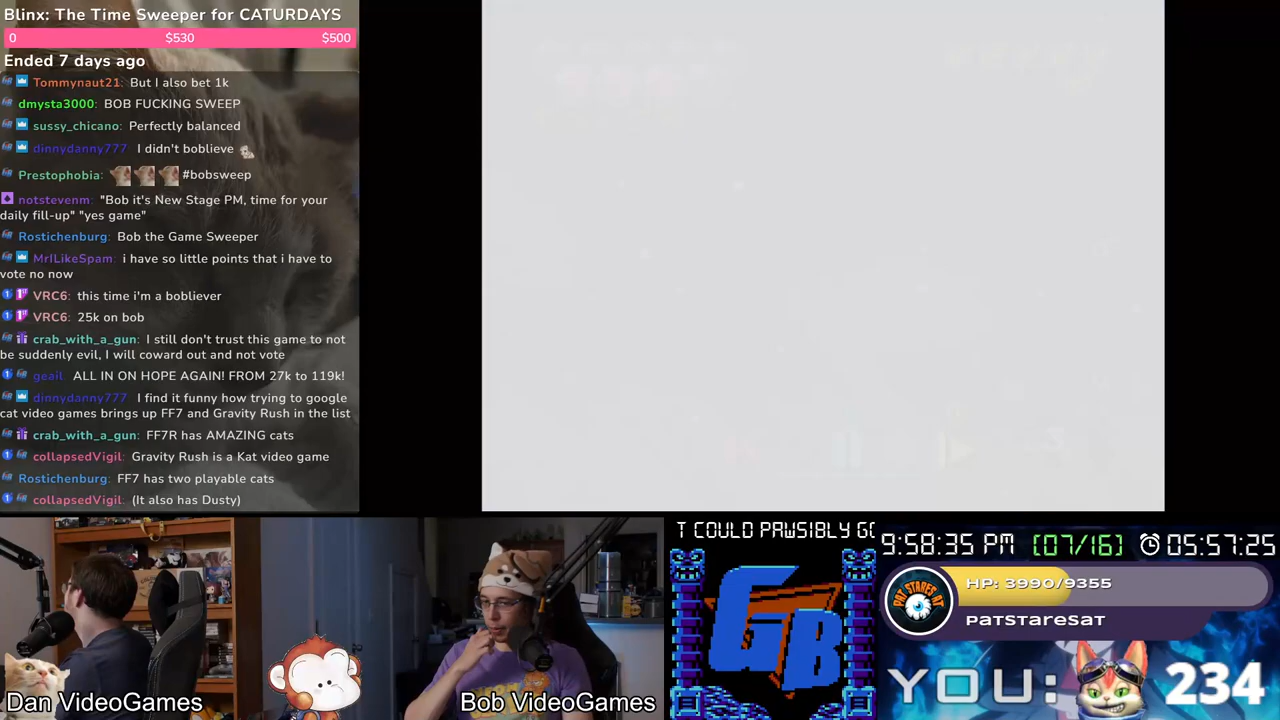 Blinx: The Time Sweeper for CATURDAYS
0 $530 $500
Ended 7 days ago
Tommynaut21: But I also bet 1k
dmysta3000: BOB FUCKING SWEEP
sussy_chicano: Perfectly balanced
dinnydanny777: I didn't boblieve
Prestophobia: #bobsweep
notstevenm: "Bob it's New Stage PM, time for your
daily fill-up" "yes game"
Rostichenburg: Bob the Game Sweeper
MrILikeSpam: i have so little points that i have to
vote no now
VRC6: this time i'm a bobliever
VRC6: 25k on bob
crab_with_a_gun: I still don't trust this game to not
be suddenly evil, I will coward out and not vote
geail: ALL IN ON HOPE AGAIN! FROM 27k to 119k!
dinnydanny777: I find it funny how trying to google
cat video games brings up FF7 and Gravity Rush in the list
crab_with_a_gun: FF7R has AMAZING cats
collapsedVigil: Gravity Rush is a Kat video game
Rostichenburg: FF7 has two playable cats
collapsedVigil: (It also has Dusty)
Dan VideoGames
Bob VideoGames
T COULD PAWSIBLY GO
GB
9:58:35 PM [07/16] 05:57:25
PAT STARES AT
HP: 3990/9355
PATSTARESAT
YOU: 234